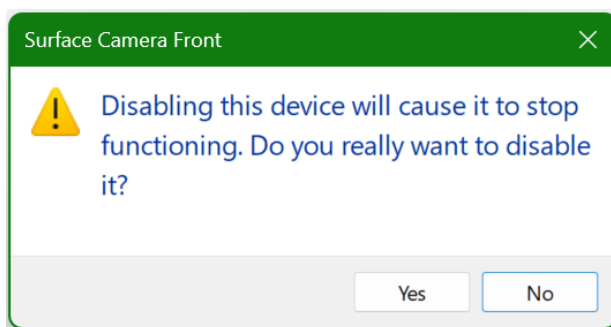 Surface Camera Front
Disabling this device will cause it to stop
functioning. Do you really want to disable
it?
Yes
No